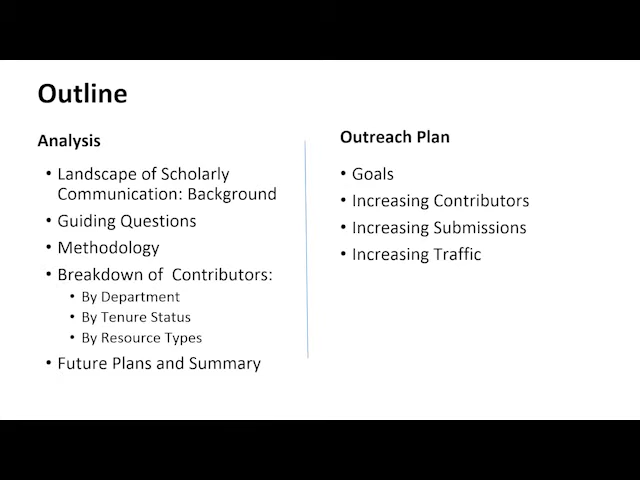 Outline
Analysis
• Landscape of Scholarly
Communication: Background
• Guiding Questions
• Methodology
• Breakdown of Contributors:
• By Department
• By Tenure Status
• By Resource Types
• Future Plans and Summary
Outreach Plan
• Goals
• Increasing Contributors
• Increasing Submissions
• Increasing Traffic